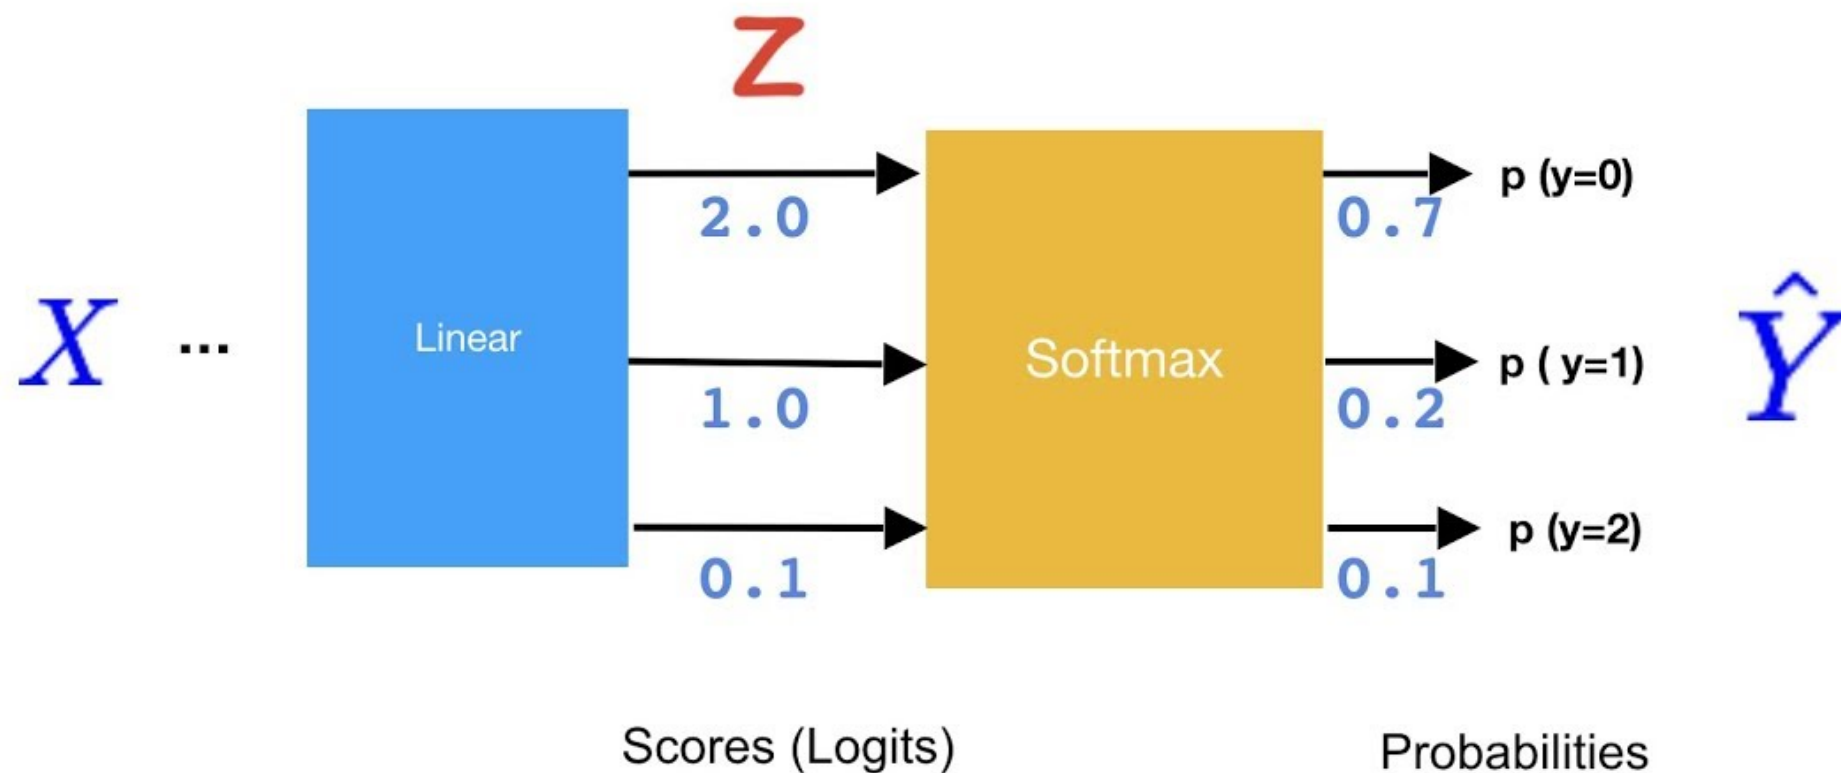 Z
2.0
0.7
p (y=0)
X ...
Linear
1.0
Softmax
0.2
p ( y=1)
Ŷ
0.1
0.1
p (y=2)
Scores (Logits)
Probabilities